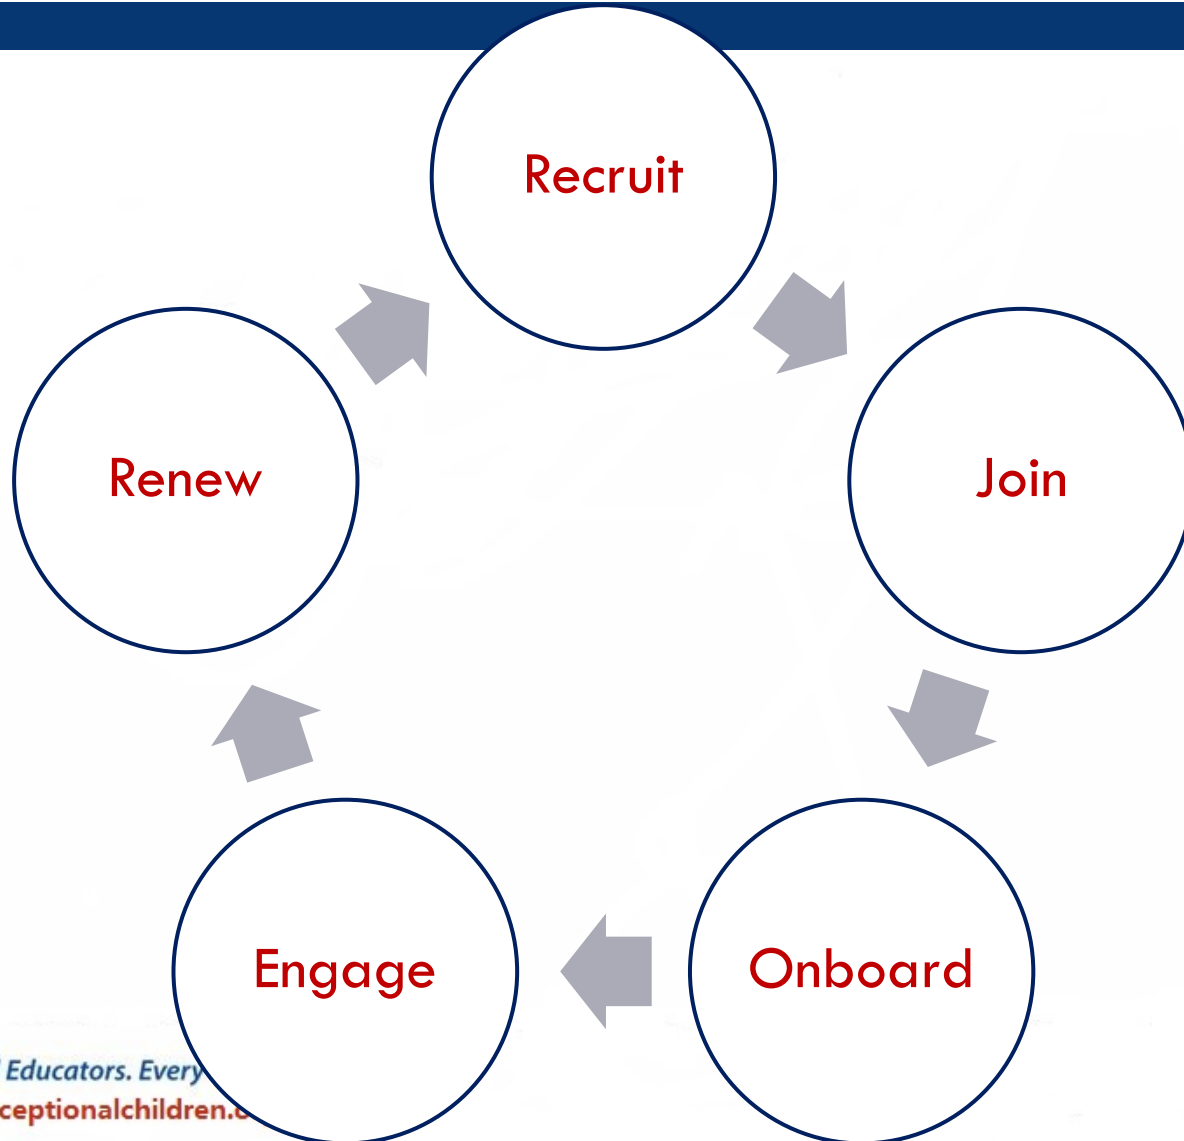 Recruit
Renew
Join
Engage
Onboard
Educators. Every
ceptionalchildren.